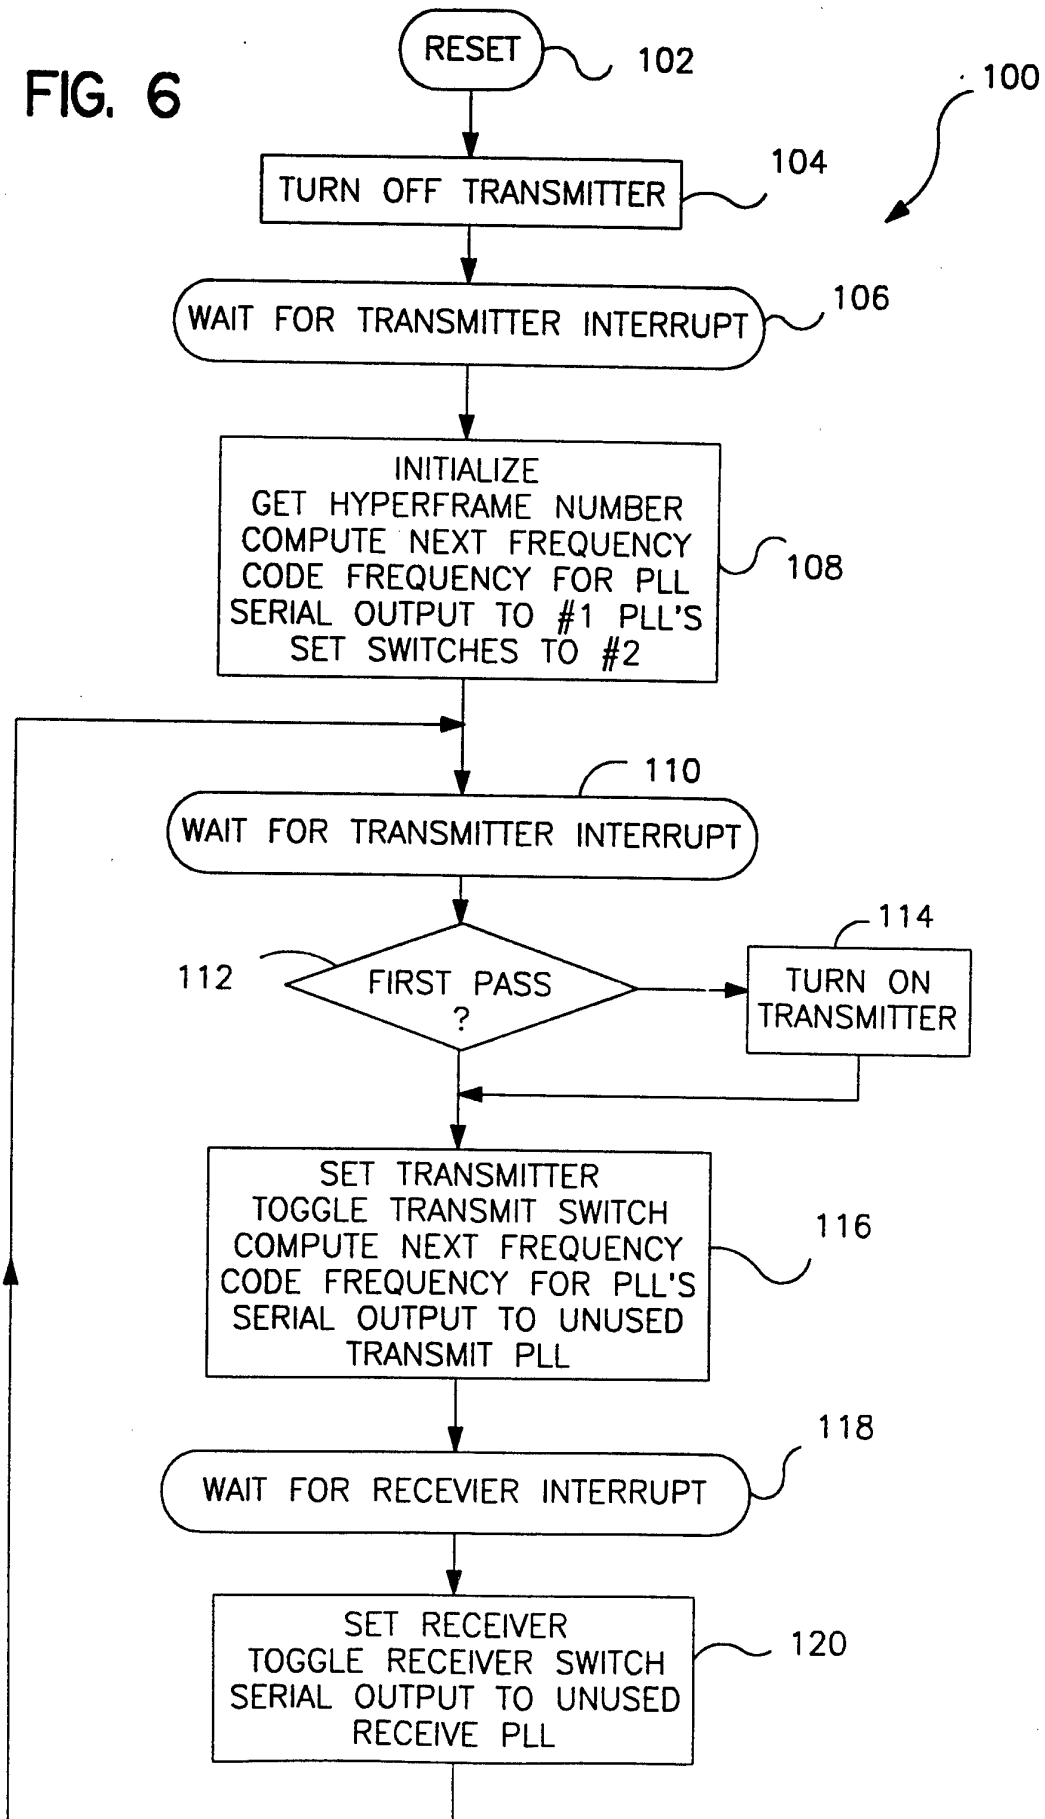 FIG. 6
RESET
102
100
TURN OFF TRANSMITTER
104
WAIT FOR TRANSMITTER INTERRUPT
106
INITIALIZE
GET HYPERFRAME NUMBER
COMPUTE NEXT FREQUENCY
CODE FREQUENCY FOR PLL
SERIAL OUTPUT TO #1 PLL'S
SET SWITCHES TO #2
108
110
WAIT FOR TRANSMITTER INTERRUPT
112
FIRST PASS
?
114
TURN ON
TRANSMITTER
SET TRANSMITTER
TOGGLE TRANSMIT SWITCH
COMPUTE NEXT FREQUENCY
CODE FREQUENCY FOR PLL'S
SERIAL OUTPUT TO UNUSED
TRANSMIT PLL
116
118
WAIT FOR RECEVIER INTERRUPT
SET RECEIVER
TOGGLE RECEIVER SWITCH
SERIAL OUTPUT TO UNUSED
RECEIVE PLL
120